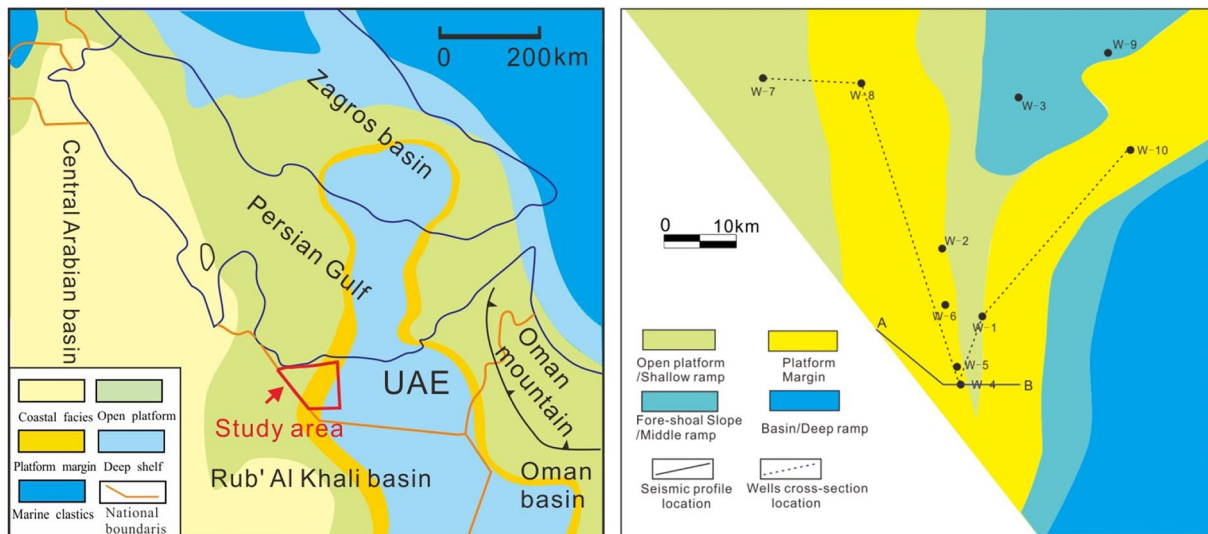 0 200km
Zagros basin
Central Arabian basin
Persian Gulf
Oman
mountain
UAE
Study area
Rub' Al Khali basin
Oman
basin
Coastal facies
Open platform
Platform margin
Deep shelf
Marine clastics
National
boundaris
W-9
W-7
W-8
W-3
W-10
0 10km
W-2
W-6
W-1
A
W-5
W-4
B
Open platform
/Shallow ramp
Platform
Margin
Fore-shoal Slope
/Middle ramp
Basin/Deep ramp
Seismic profile
location
Wells cross-section
location